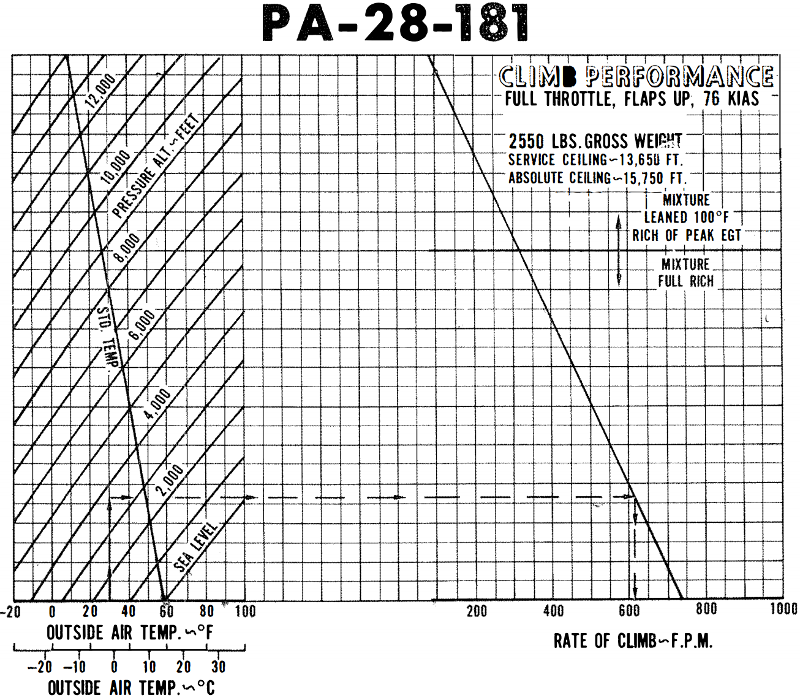 PA-28-181
CLIMB PERFORMANCE
FULL THROTTLE, FLAPS UP, 76 KIAS
2550 LBS. GROSS WEIGHT
SERVICE CEILING~13,650 FT.
ABSOLUTE CEILING~15,750 FT.
MIXTURE
LEANED 100°F
RICH OF PEAK EGT
MIXTURE
FULL RICH
12,000
10,000
PRESSURE ALT.~FEET
8,000
6,000
STD. TEMP.
4,000
2,000
SEA LEVEL
-20 0 20 40 60 80 100 200 400 600 800 1000
OUTSIDE AIR TEMP.~°F
RATE OF CLIMB~F.P.M.
-20 -10 0 10 20 30
OUTSIDE AIR TEMP.~°C